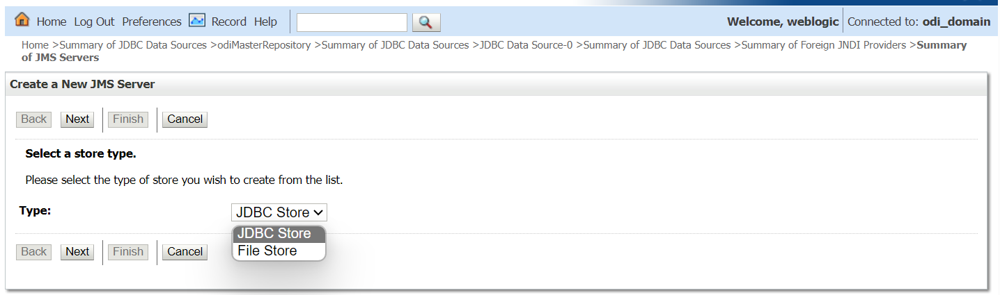 Home Log Out Preferences Record Help
Welcome, weblogic Connected to: odi_domain
Home >Summary of JDBC Data Sources >odiMasterRepository >Summary of JDBC Data Sources >JDBC Data Source-0 >Summary of JDBC Data Sources >Summary of Foreign JNDI Providers >Summary
of JMS Servers
Create a New JMS Server
Back Next Finish Cancel
Select a store type.
Please select the type of store you wish to create from the list.
Type: JDBC Store
JDBC Store
File Store
Back Next Finish Cancel